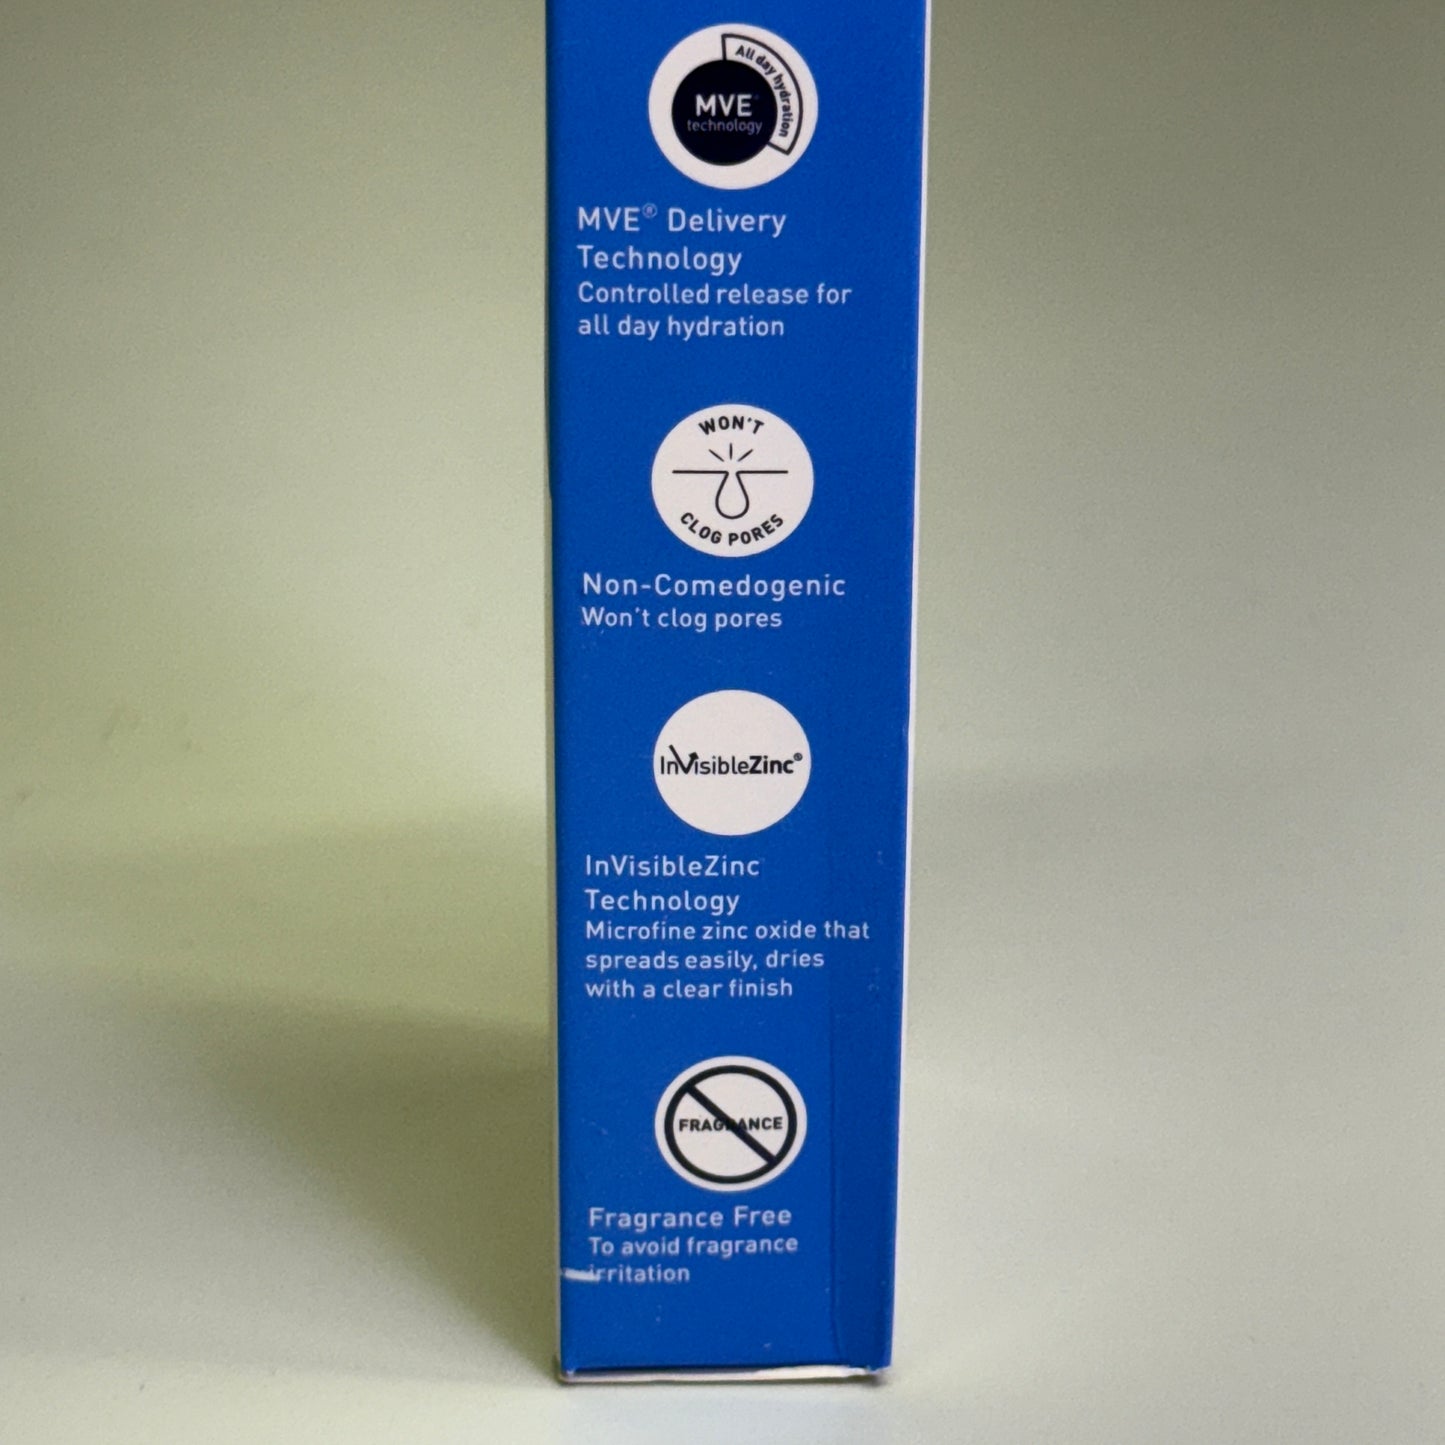 All day hydration
MVE
technology
MVE® Delivery
Technology
Controlled release for
all day hydration
WON'T
CLOG PORES
Non-Comedogenic
Won't clog pores
InVisibleZinc®
InVisibleZinc
Technology
Microfine zinc oxide that
spreads easily, dries
with a clear finish
FRAGRANCE
Fragrance Free
To avoid fragrance
irritation